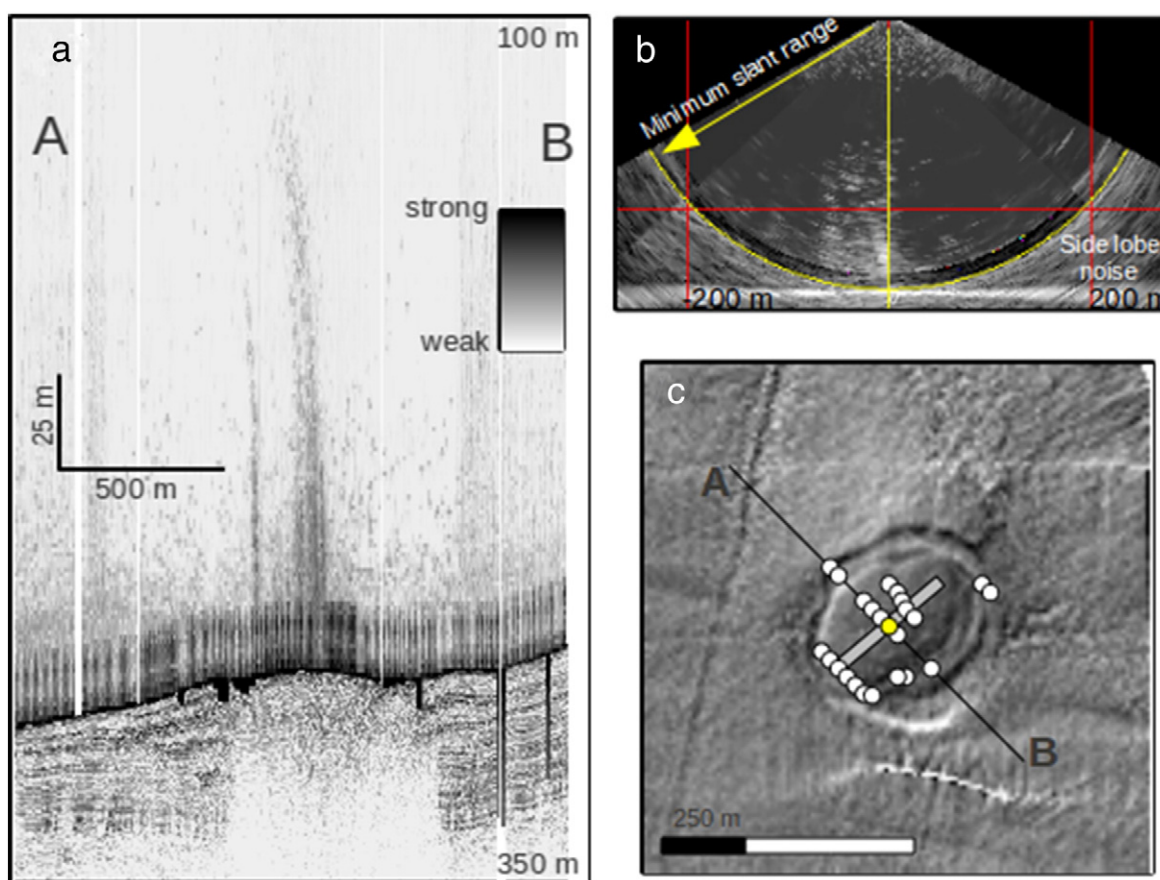 a
100 m
A
B
strong
weak
25 m
500 m
350 m
b
Minimum slant range
Side lobe
noise
-200 m
200 m
c
A
B
250 m